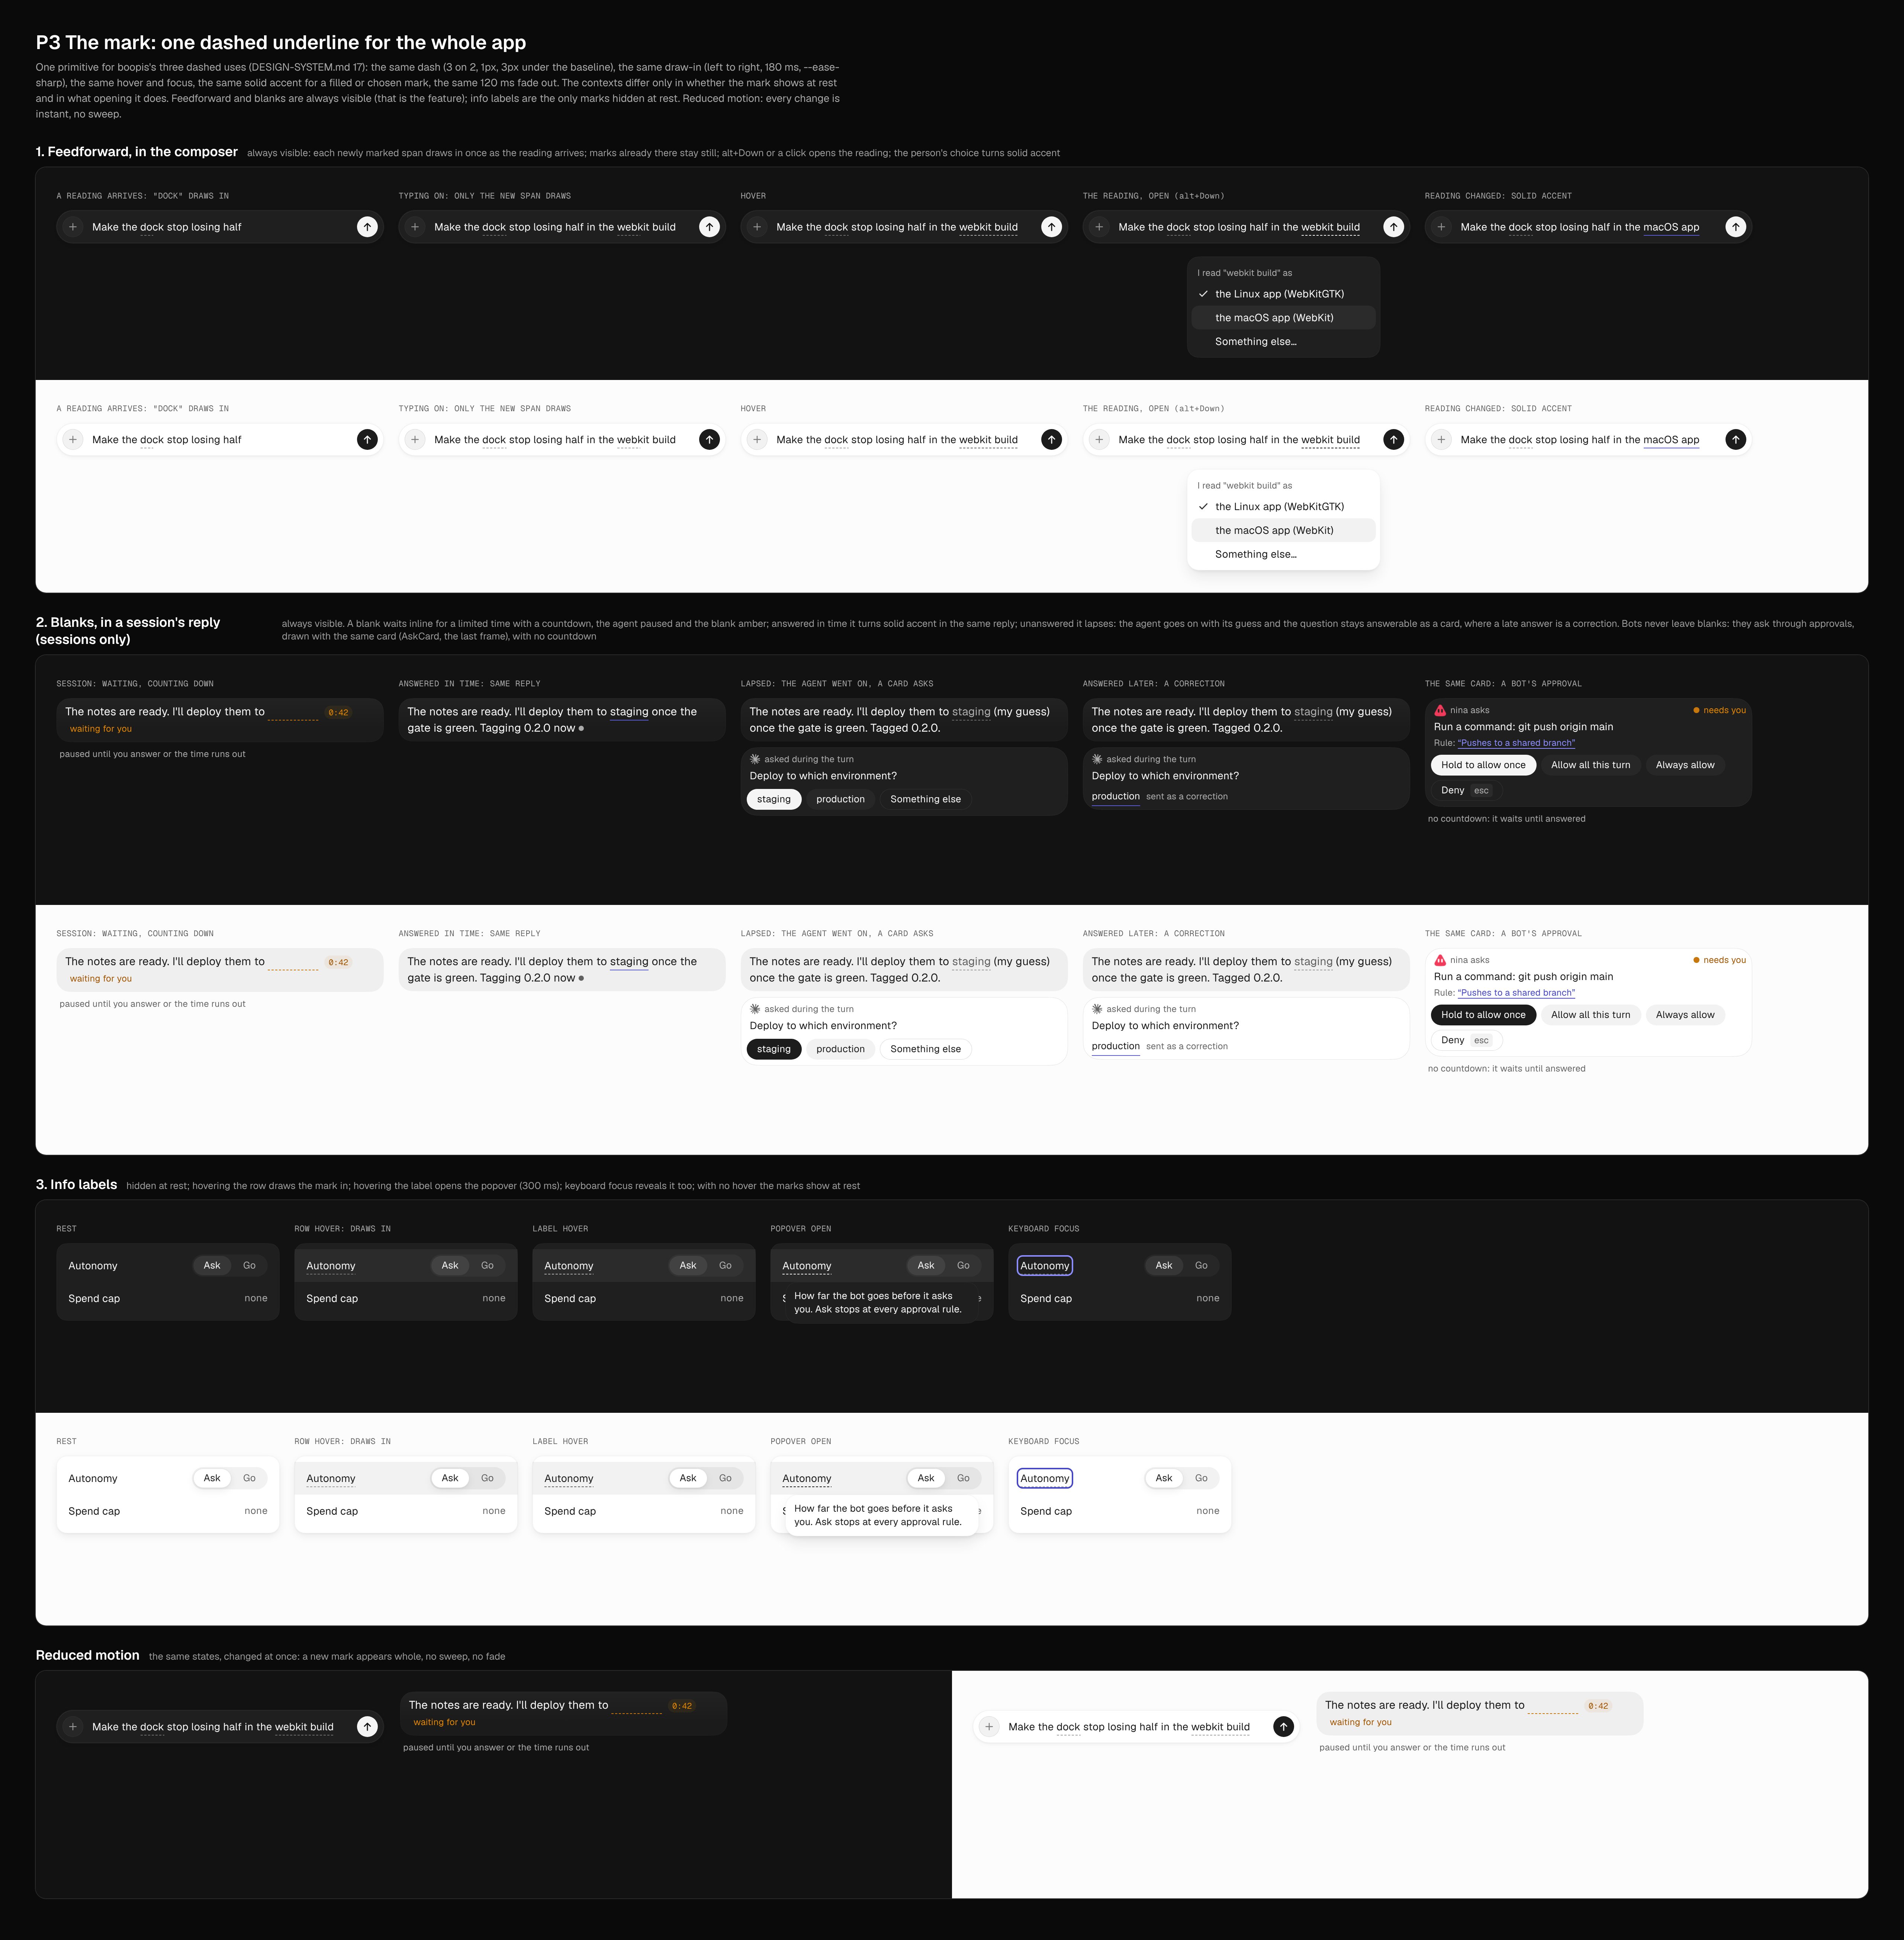 P3 The mark: one dashed underline for the whole app
One primitive for boopis's three dashed uses (DESIGN-SYSTEM.md 17): the same dash (3 on 2, 1px, 3px under the baseline), the same draw-in (left to right, 180 ms, --ease-
sharp), the same hover and focus, the same solid accent for a filled or chosen mark, the same 120 ms fade out. The contexts differ only in whether the mark shows at rest
and in what opening it does. Feedforward and blanks are always visible (that is the feature); info labels are the only marks hidden at rest. Reduced motion: every change is
instant, no sweep.
1. Feedforward, in the composer always visible: each newly marked span draws in once as the reading arrives; marks already there stay still; alt+Down or a click opens the reading; the person's choice turns solid accent
A READING ARRIVES: "DOCK" DRAWS IN
Make the dock stop losing half
TYPING ON: ONLY THE NEW SPAN DRAWS
Make the dock stop losing half in the webkit build
HOVER
Make the dock stop losing half in the webkit build
THE READING, OPEN (alt+Down)
Make the dock stop losing half in the webkit build
I read "webkit build" as
the Linux app (WebKitGTK)
the macOS app (WebKit)
Something else…
READING CHANGED: SOLID ACCENT
Make the dock stop losing half in the macOS app
A READING ARRIVES: "DOCK" DRAWS IN
Make the dock stop losing half
TYPING ON: ONLY THE NEW SPAN DRAWS
Make the dock stop losing half in the webkit build
HOVER
Make the dock stop losing half in the webkit build
THE READING, OPEN (alt+Down)
Make the dock stop losing half in the webkit build
I read "webkit build" as
the Linux app (WebKitGTK)
the macOS app (WebKit)
Something else…
READING CHANGED: SOLID ACCENT
Make the dock stop losing half in the macOS app
2. Blanks, in a session's reply
(sessions only)
always visible. A blank waits inline for a limited time with a countdown, the agent paused and the blank amber; answered in time it turns solid accent in the same reply; unanswered it lapses: the agent goes on with its guess and the question stays answerable as a card, where a late answer is a correction. Bots never leave blanks: they ask through approvals,
drawn with the same card (AskCard, the last frame), with no countdown
SESSION: WAITING, COUNTING DOWN
The notes are ready. I'll deploy them to 0:42
waiting for you
paused until you answer or the time runs out
ANSWERED IN TIME: SAME REPLY
The notes are ready. I'll deploy them to staging once the
gate is green. Tagging 0.2.0 now
LAPSED: THE AGENT WENT ON, A CARD ASKS
The notes are ready. I'll deploy them to staging (my guess)
once the gate is green. Tagged 0.2.0.
asked during the turn
Deploy to which environment?
staging production Something else
ANSWERED LATER: A CORRECTION
The notes are ready. I'll deploy them to staging (my guess)
once the gate is green. Tagged 0.2.0.
asked during the turn
Deploy to which environment?
production sent as a correction
THE SAME CARD: A BOT'S APPROVAL
nina asks needs you
Run a command: git push origin main
Rule: “Pushes to a shared branch”
Hold to allow once Allow all this turn Always allow
Deny esc
no countdown: it waits until answered
SESSION: WAITING, COUNTING DOWN
The notes are ready. I'll deploy them to 0:42
waiting for you
paused until you answer or the time runs out
ANSWERED IN TIME: SAME REPLY
The notes are ready. I'll deploy them to staging once the
gate is green. Tagging 0.2.0 now
LAPSED: THE AGENT WENT ON, A CARD ASKS
The notes are ready. I'll deploy them to staging (my guess)
once the gate is green. Tagged 0.2.0.
asked during the turn
Deploy to which environment?
staging production Something else
ANSWERED LATER: A CORRECTION
The notes are ready. I'll deploy them to staging (my guess)
once the gate is green. Tagged 0.2.0.
asked during the turn
Deploy to which environment?
production sent as a correction
THE SAME CARD: A BOT'S APPROVAL
nina asks needs you
Run a command: git push origin main
Rule: “Pushes to a shared branch”
Hold to allow once Allow all this turn Always allow
Deny esc
no countdown: it waits until answered
3. Info labels hidden at rest; hovering the row draws the mark in; hovering the label opens the popover (300 ms); keyboard focus reveals it too; with no hover the marks show at rest
REST
Autonomy Ask Go
Spend cap none
ROW HOVER: DRAWS IN
Autonomy Ask Go
Spend cap none
LABEL HOVER
Autonomy Ask Go
Spend cap none
POPOVER OPEN
Autonomy Ask Go
How far the bot goes before it asks
you. Ask stops at every approval rule.
KEYBOARD FOCUS
Autonomy Ask Go
Spend cap none
REST
Autonomy Ask Go
Spend cap none
ROW HOVER: DRAWS IN
Autonomy Ask Go
Spend cap none
LABEL HOVER
Autonomy Ask Go
Spend cap none
POPOVER OPEN
Autonomy Ask Go
How far the bot goes before it asks
you. Ask stops at every approval rule.
KEYBOARD FOCUS
Autonomy Ask Go
Spend cap none
Reduced motion the same states, changed at once: a new mark appears whole, no sweep, no fade
Make the dock stop losing half in the webkit build
The notes are ready. I'll deploy them to 0:42
waiting for you
paused until you answer or the time runs out
Make the dock stop losing half in the webkit build
The notes are ready. I'll deploy them to 0:42
waiting for you
paused until you answer or the time runs out